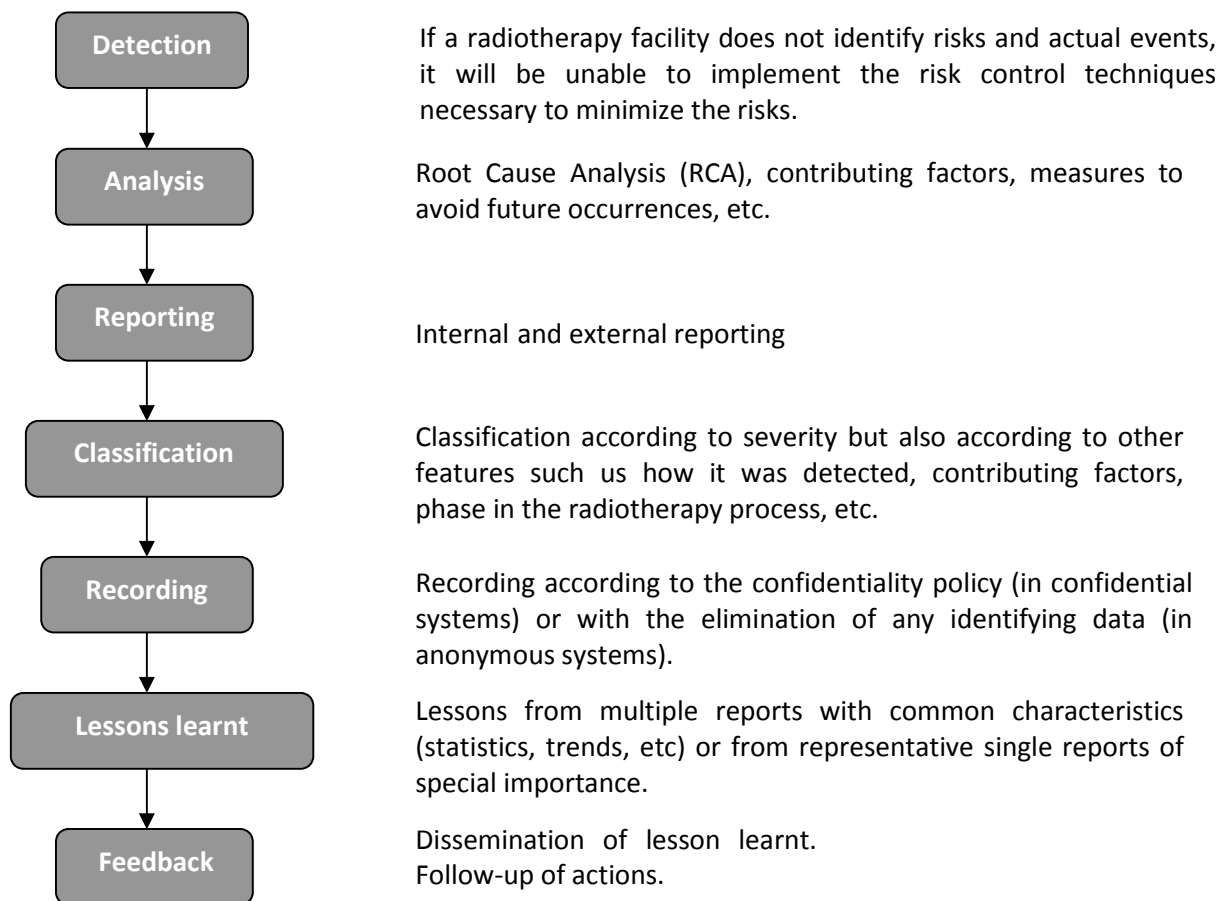 Detection
If a radiotherapy facility does not identify risks and actual events,
it will be unable to implement the risk control techniques
necessary to minimize the risks.
Analysis
Root Cause Analysis (RCA), contributing factors, measures to
avoid future occurrences, etc.
Reporting
Internal and external reporting
Classification
Classification according to severity but also according to other
features such us how it was detected, contributing factors,
phase in the radiotherapy process, etc.
Recording
Recording according to the confidentiality policy (in confidential
systems) or with the elimination of any identifying data (in
anonymous systems).
Lessons learnt
Lessons from multiple reports with common characteristics
(statistics, trends, etc) or from representative single reports of
special importance.
Feedback
Dissemination of lesson learnt.
Follow-up of actions.